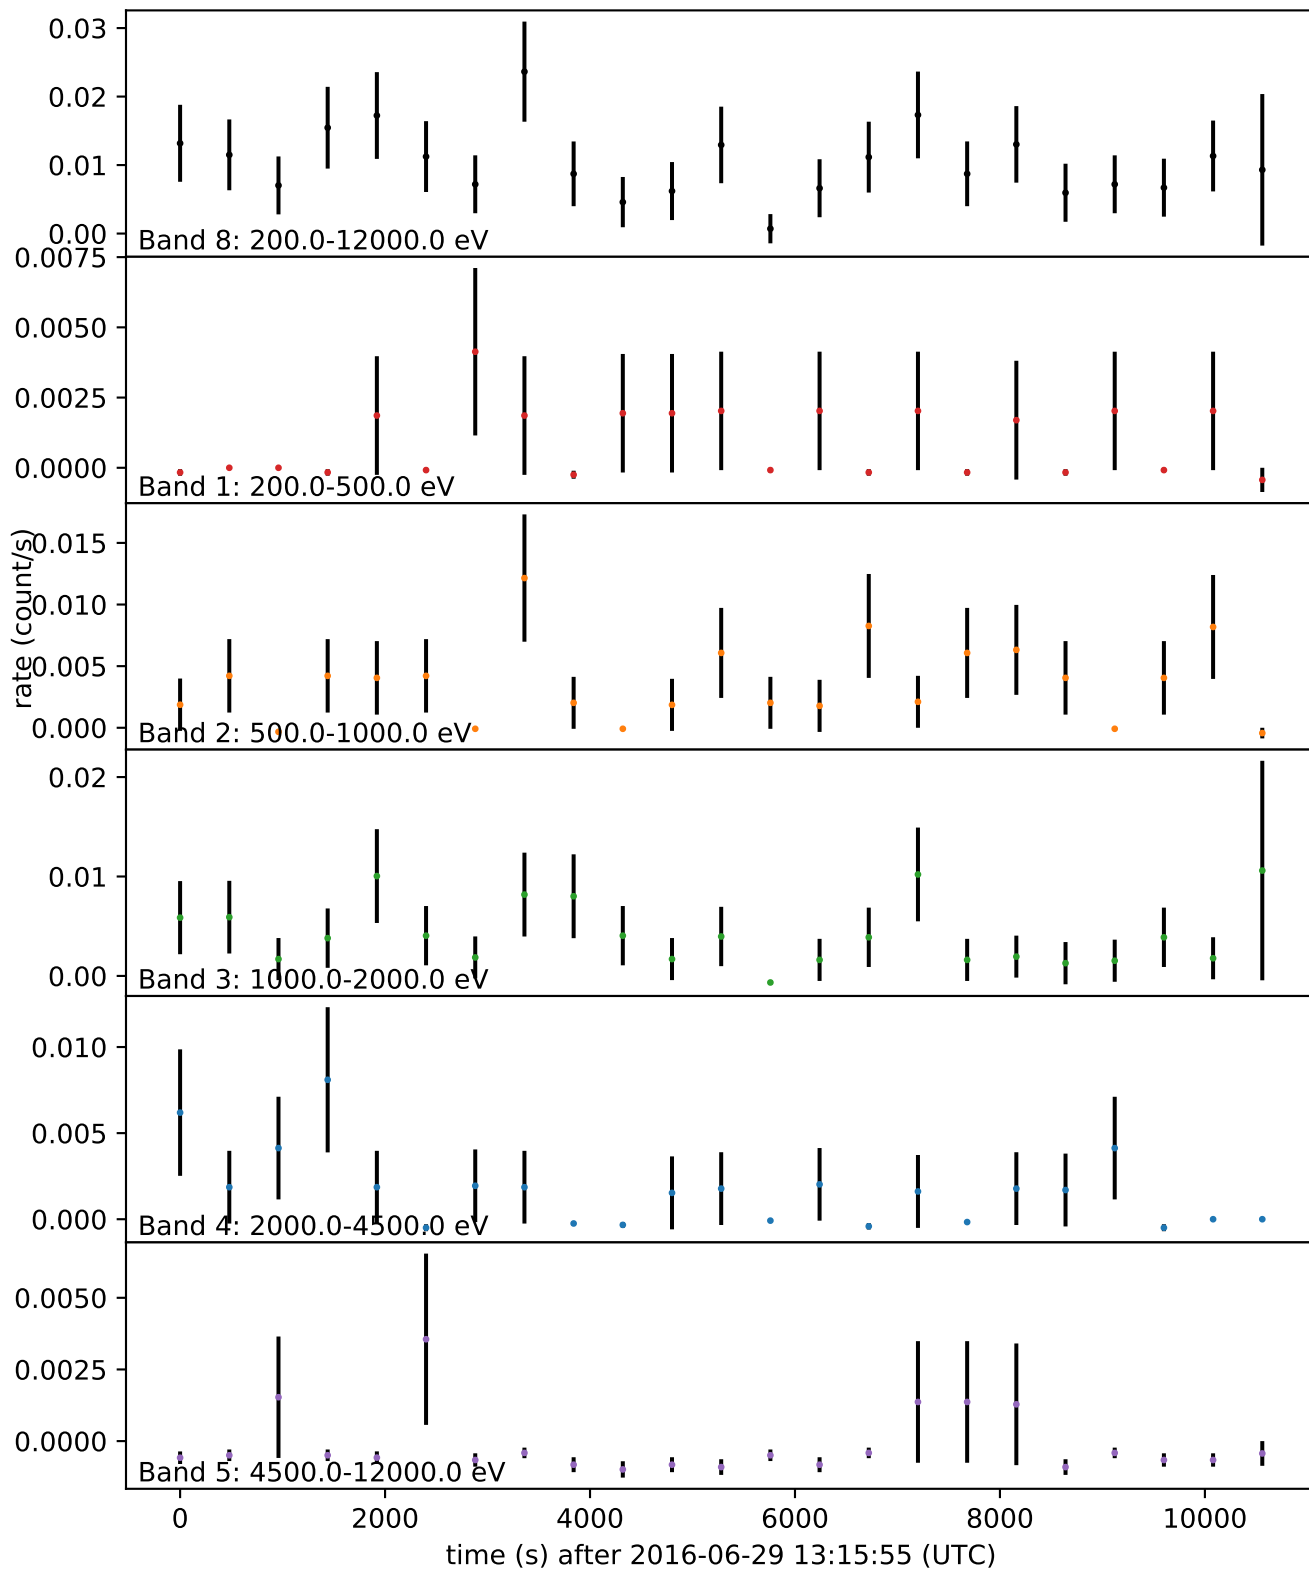 0.03
0.02
0.01
0.00
Band 8: 200.0-12000.0 eV
0.0075
0.0050
0.0025
0.0000
Band 1: 200.0-500.0 eV
rate (count/s)
0.015
0.010
0.005
0.000
Band 2: 500.0-1000.0 eV
0.02
0.01
0.00
Band 3: 1000.0-2000.0 eV
0.010
0.005
0.000
Band 4: 2000.0-4500.0 eV
0.0050
0.0025
0.0000
Band 5: 4500.0-12000.0 eV
0 2000 4000 6000 8000 10000
time (s) after 2016-06-29 13:15:55 (UTC)